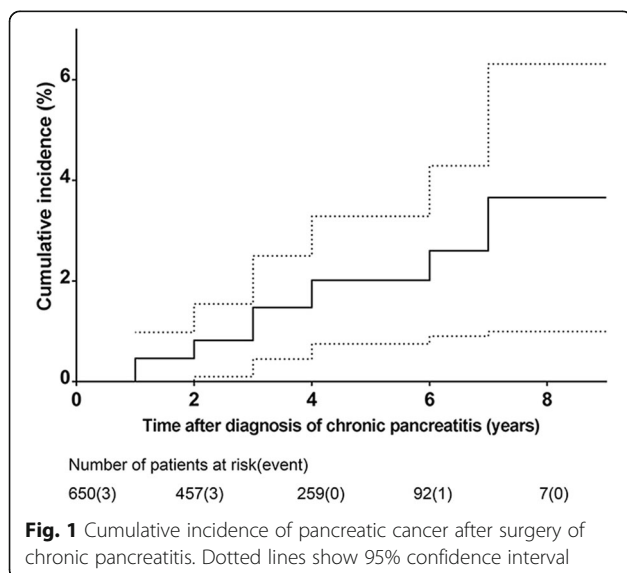 Cumulative incidence (%)
6
4
2
0
0 2 4 6 8
Time after diagnosis of chronic pancreatitis (years)
Number of patients at risk(event)
650(3) 457(3) 259(0) 92(1) 7(0)
Fig. 1 Cumulative incidence of pancreatic cancer after surgery of
chronic pancreatitis. Dotted lines show 95% confidence interval